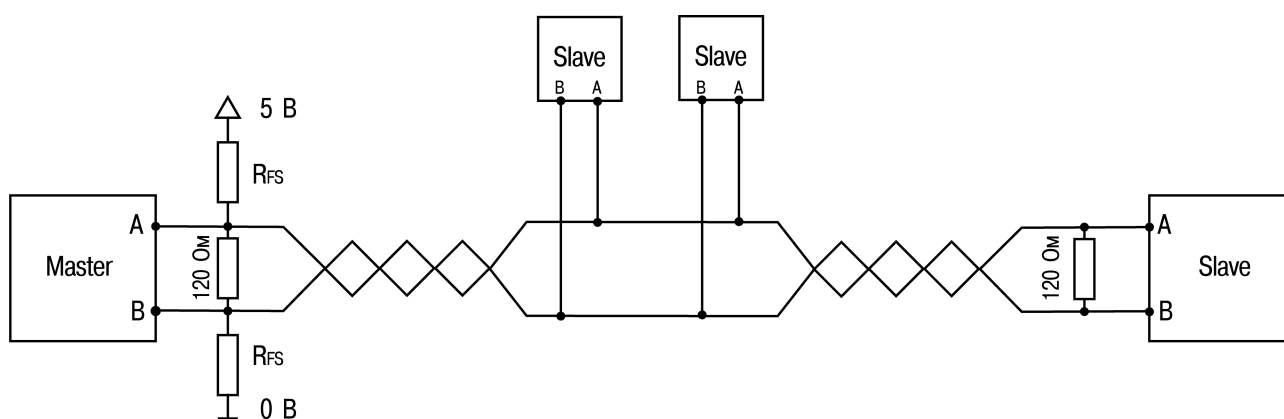 Slave
B A
Slave
B A
5 В
RFS
A
Master
120 Ом
B
RFS
0 В
A
120 Ом
Slave
B